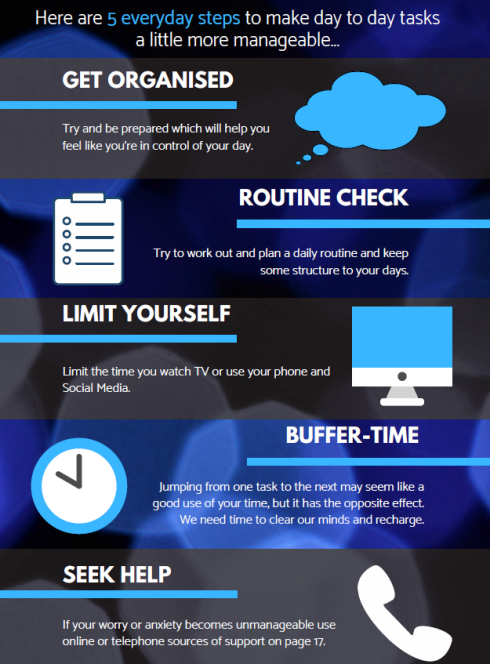 Here are 5 everyday steps to make day to day tasks
a little more manageable...
GET ORGANISED
Try and be prepared which will help you
feel like you're in control of your day.
ROUTINE CHECK
Try to work out and plan a daily routine and keep
some structure to your days.
LIMIT YOURSELF
Limit the time you watch TV or use your phone and
Social Media.
BUFFER-TIME
Jumping from one task to the next may seem like a
good use of your time, but it has the opposite effect.
We need time to clear our minds and recharge.
SEEK HELP
If your worry or anxiety becomes unmanageable use
online or telephone sources of support on page 17.